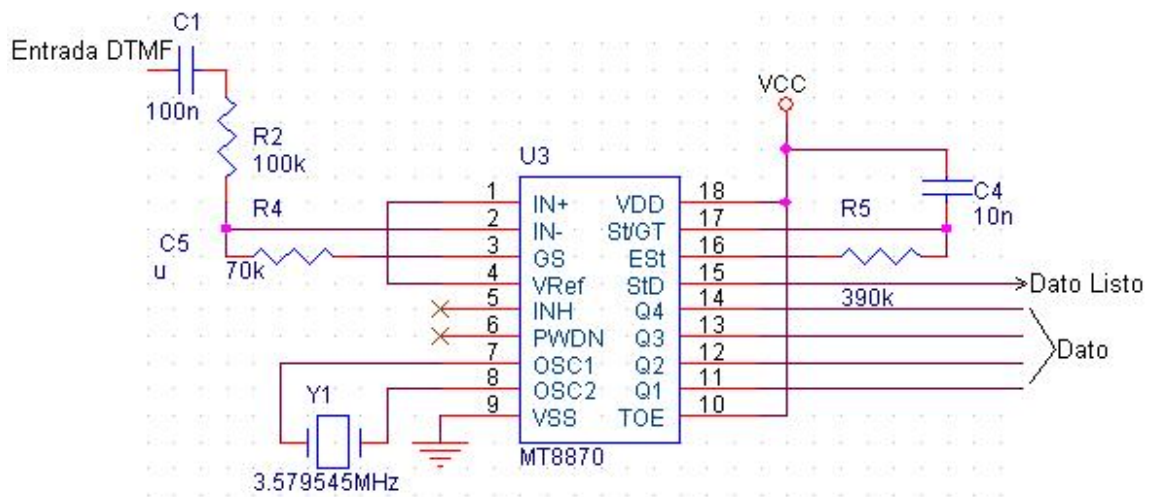 C1
Entrada DTMF
100n
R2
100k
R4
C5
u
70k
VCC
C4
10n
R5
390k
U3
1 IN+ VDD 18
2 IN- St/GT 17
3 GS ESt 16
4 VRef StD 15
5 INH Q4 14
6 PWDN Q3 13
7 OSC1 Q2 12
8 OSC2 Q1 11
9 VSS TOE 10
MT8870
Dato Listo
Dato
Y1
3.579545MHz